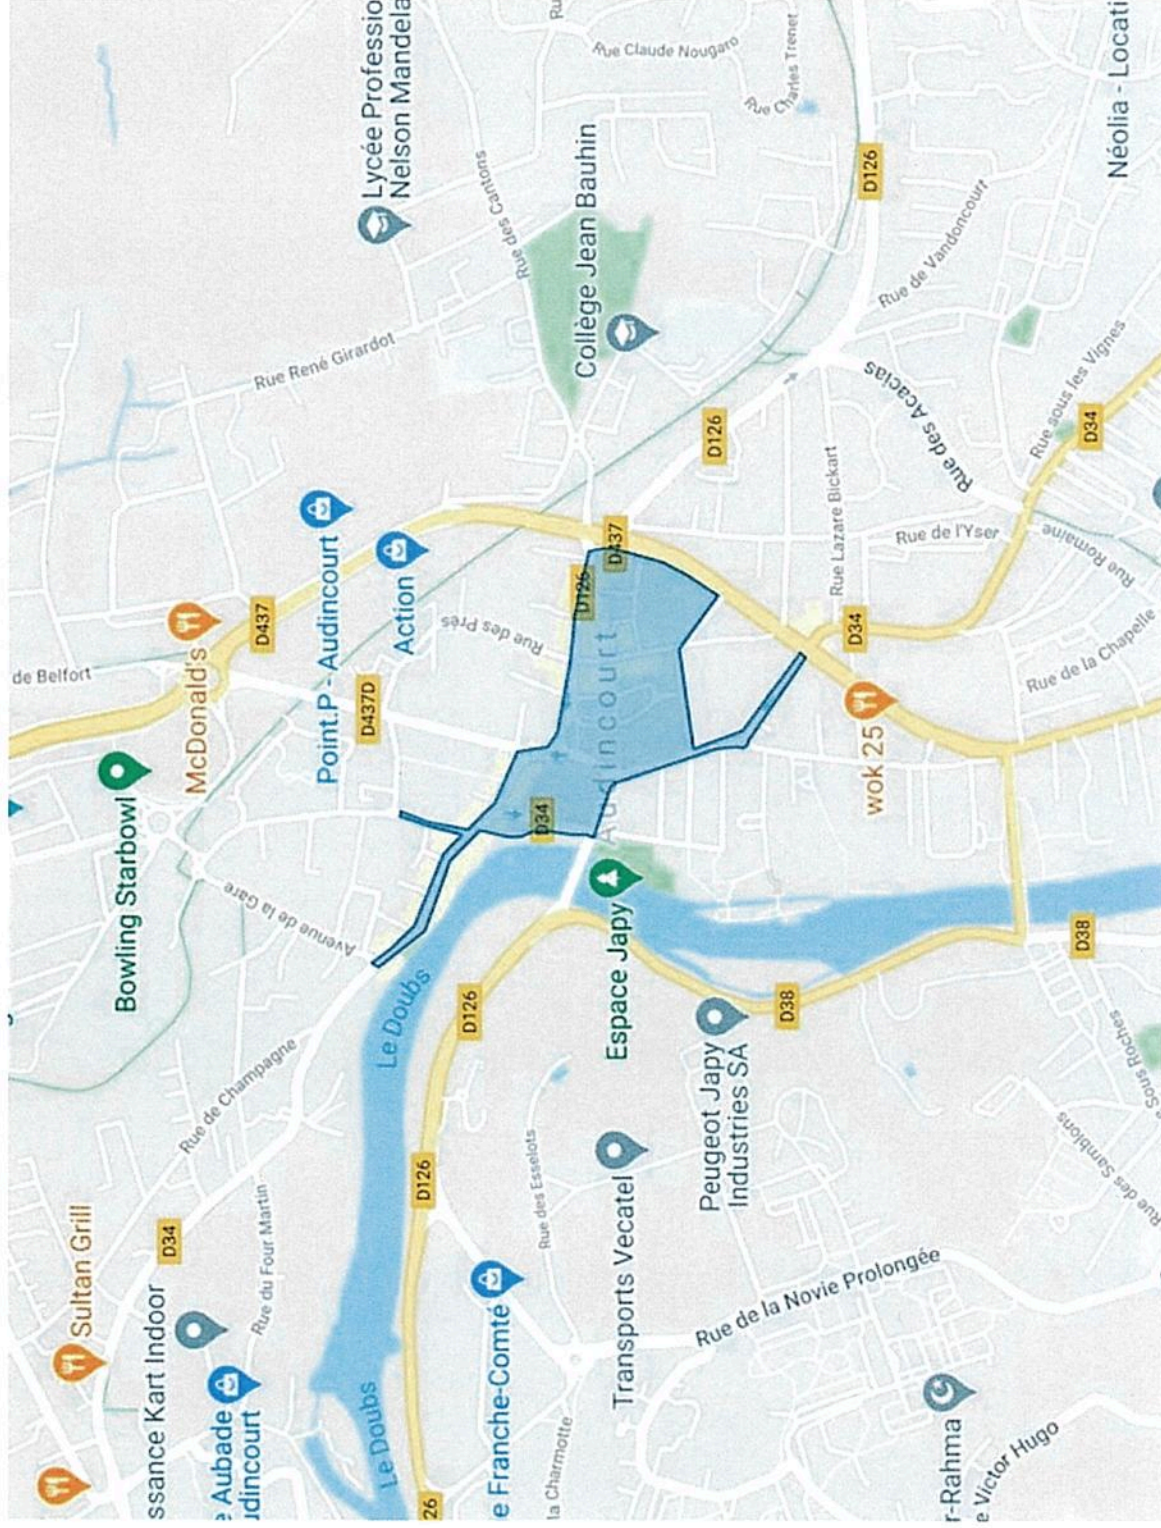 Sultan Grill
de Belfort
Bowling Starbowl
McDonald's
ssance Kart Indoor
D34
Rue de Champagne
e Aubade
udincourt
Rue du Four Martin
Avenue de la Gare
D437
Rue René Girardot
Point.P - Audincourt
D437D
Action
Lycée Professio
Nelson Mandela
Le Doubs
Le Doubs
26
D126
D126
Rue des Prés
Rue des Cantons
e Franche-Comté
Rue des Esselots
la Charmotte
D34
D126
Collège Jean Bauhin
Rue Claude Nougaro
Ru
Espace Japy
Audincourt
D437
Transports Vecatel
Peugeot Japy
Industries SA
D126
D38
Rue Charles Trenet
Rue de la Novie Prolongée
Rue Lazare Bickart
wok 25
D34
D126
Rue des Acacias
Rue de l'Yser
Rue de Vandoncourt
r-Rahma
e Victor Hugo
D38
Rue des Sambions
Sous Roches
Rue de la Chapelle
Rue Romaine
Rue sous les Vignes
D34
Néolia - Locati